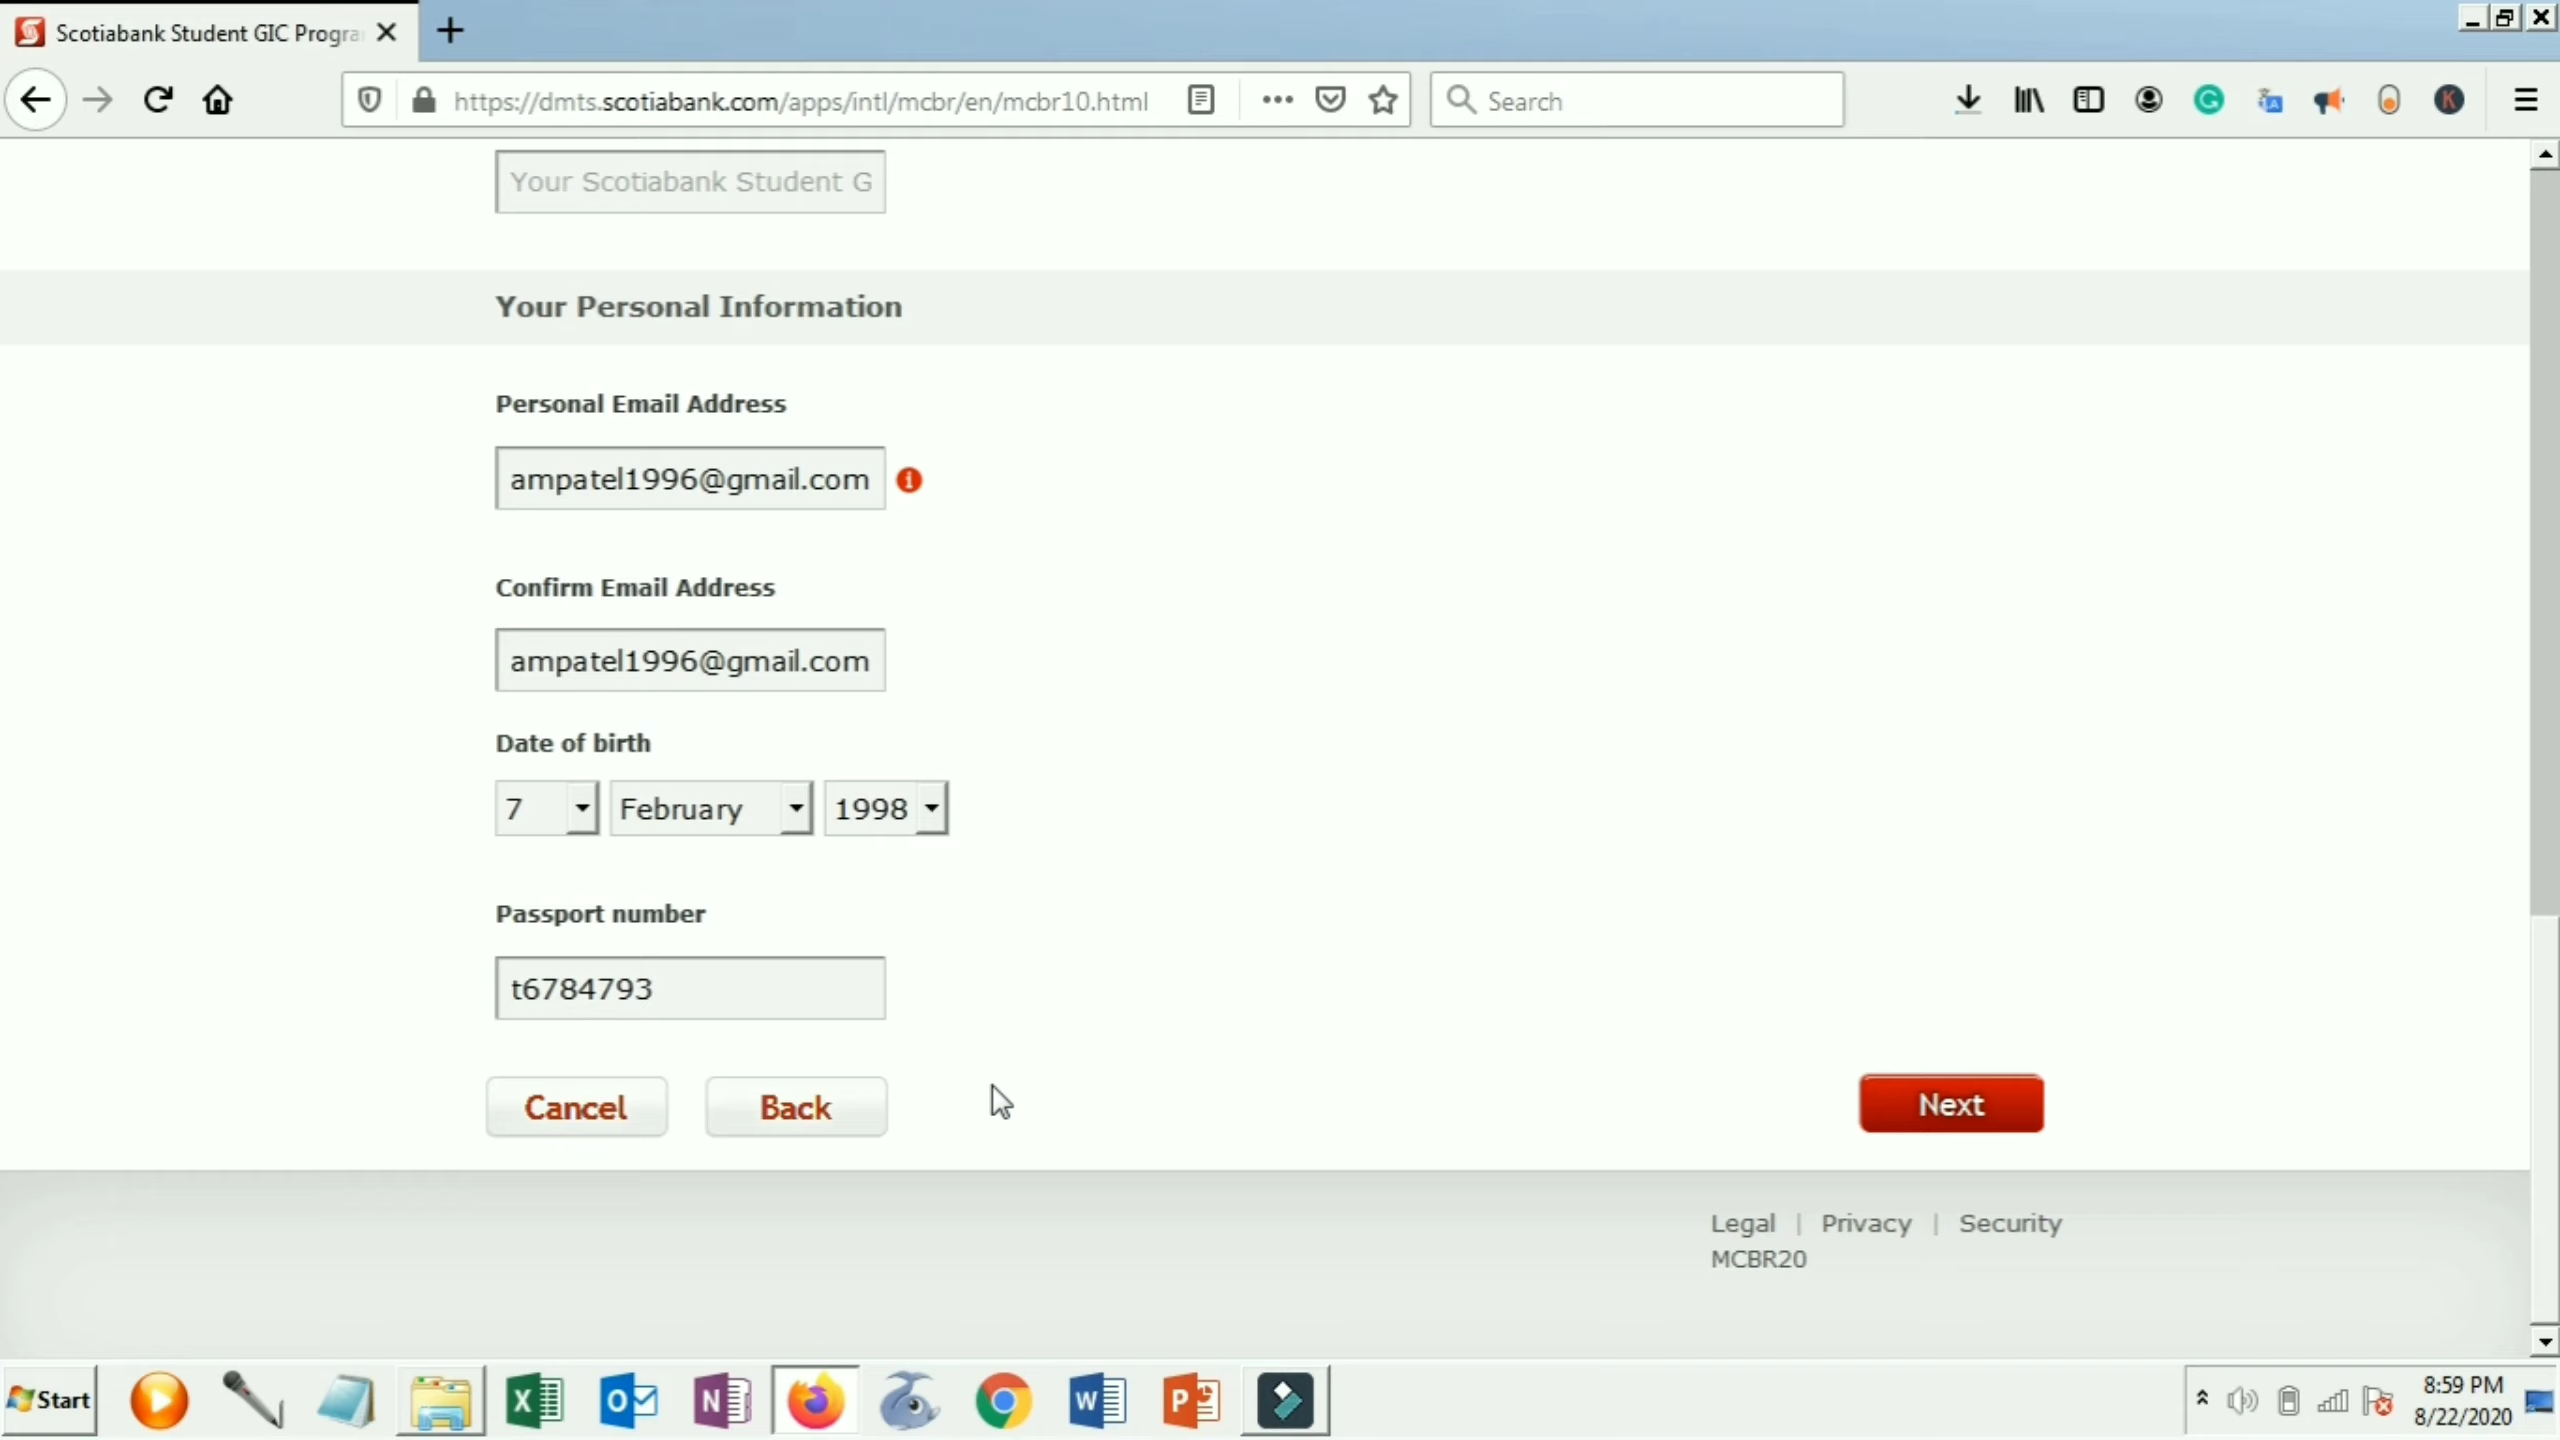 Scotiabank Student GIC Progra
https://dmts.scotiabank.com/apps/intl/mcbr/en/mcbr10.html
Search
Your Scotiabank Student G
Your Personal Information
Personal Email Address
ampatel1996@gmail.com
Confirm Email Address
ampatel1996@gmail.com
Date of birth
7 February 1998
Passport number
t6784793
Cancel Back Next
Legal | Privacy | Security
MCBR20
Start
8:59 PM
8/22/2020